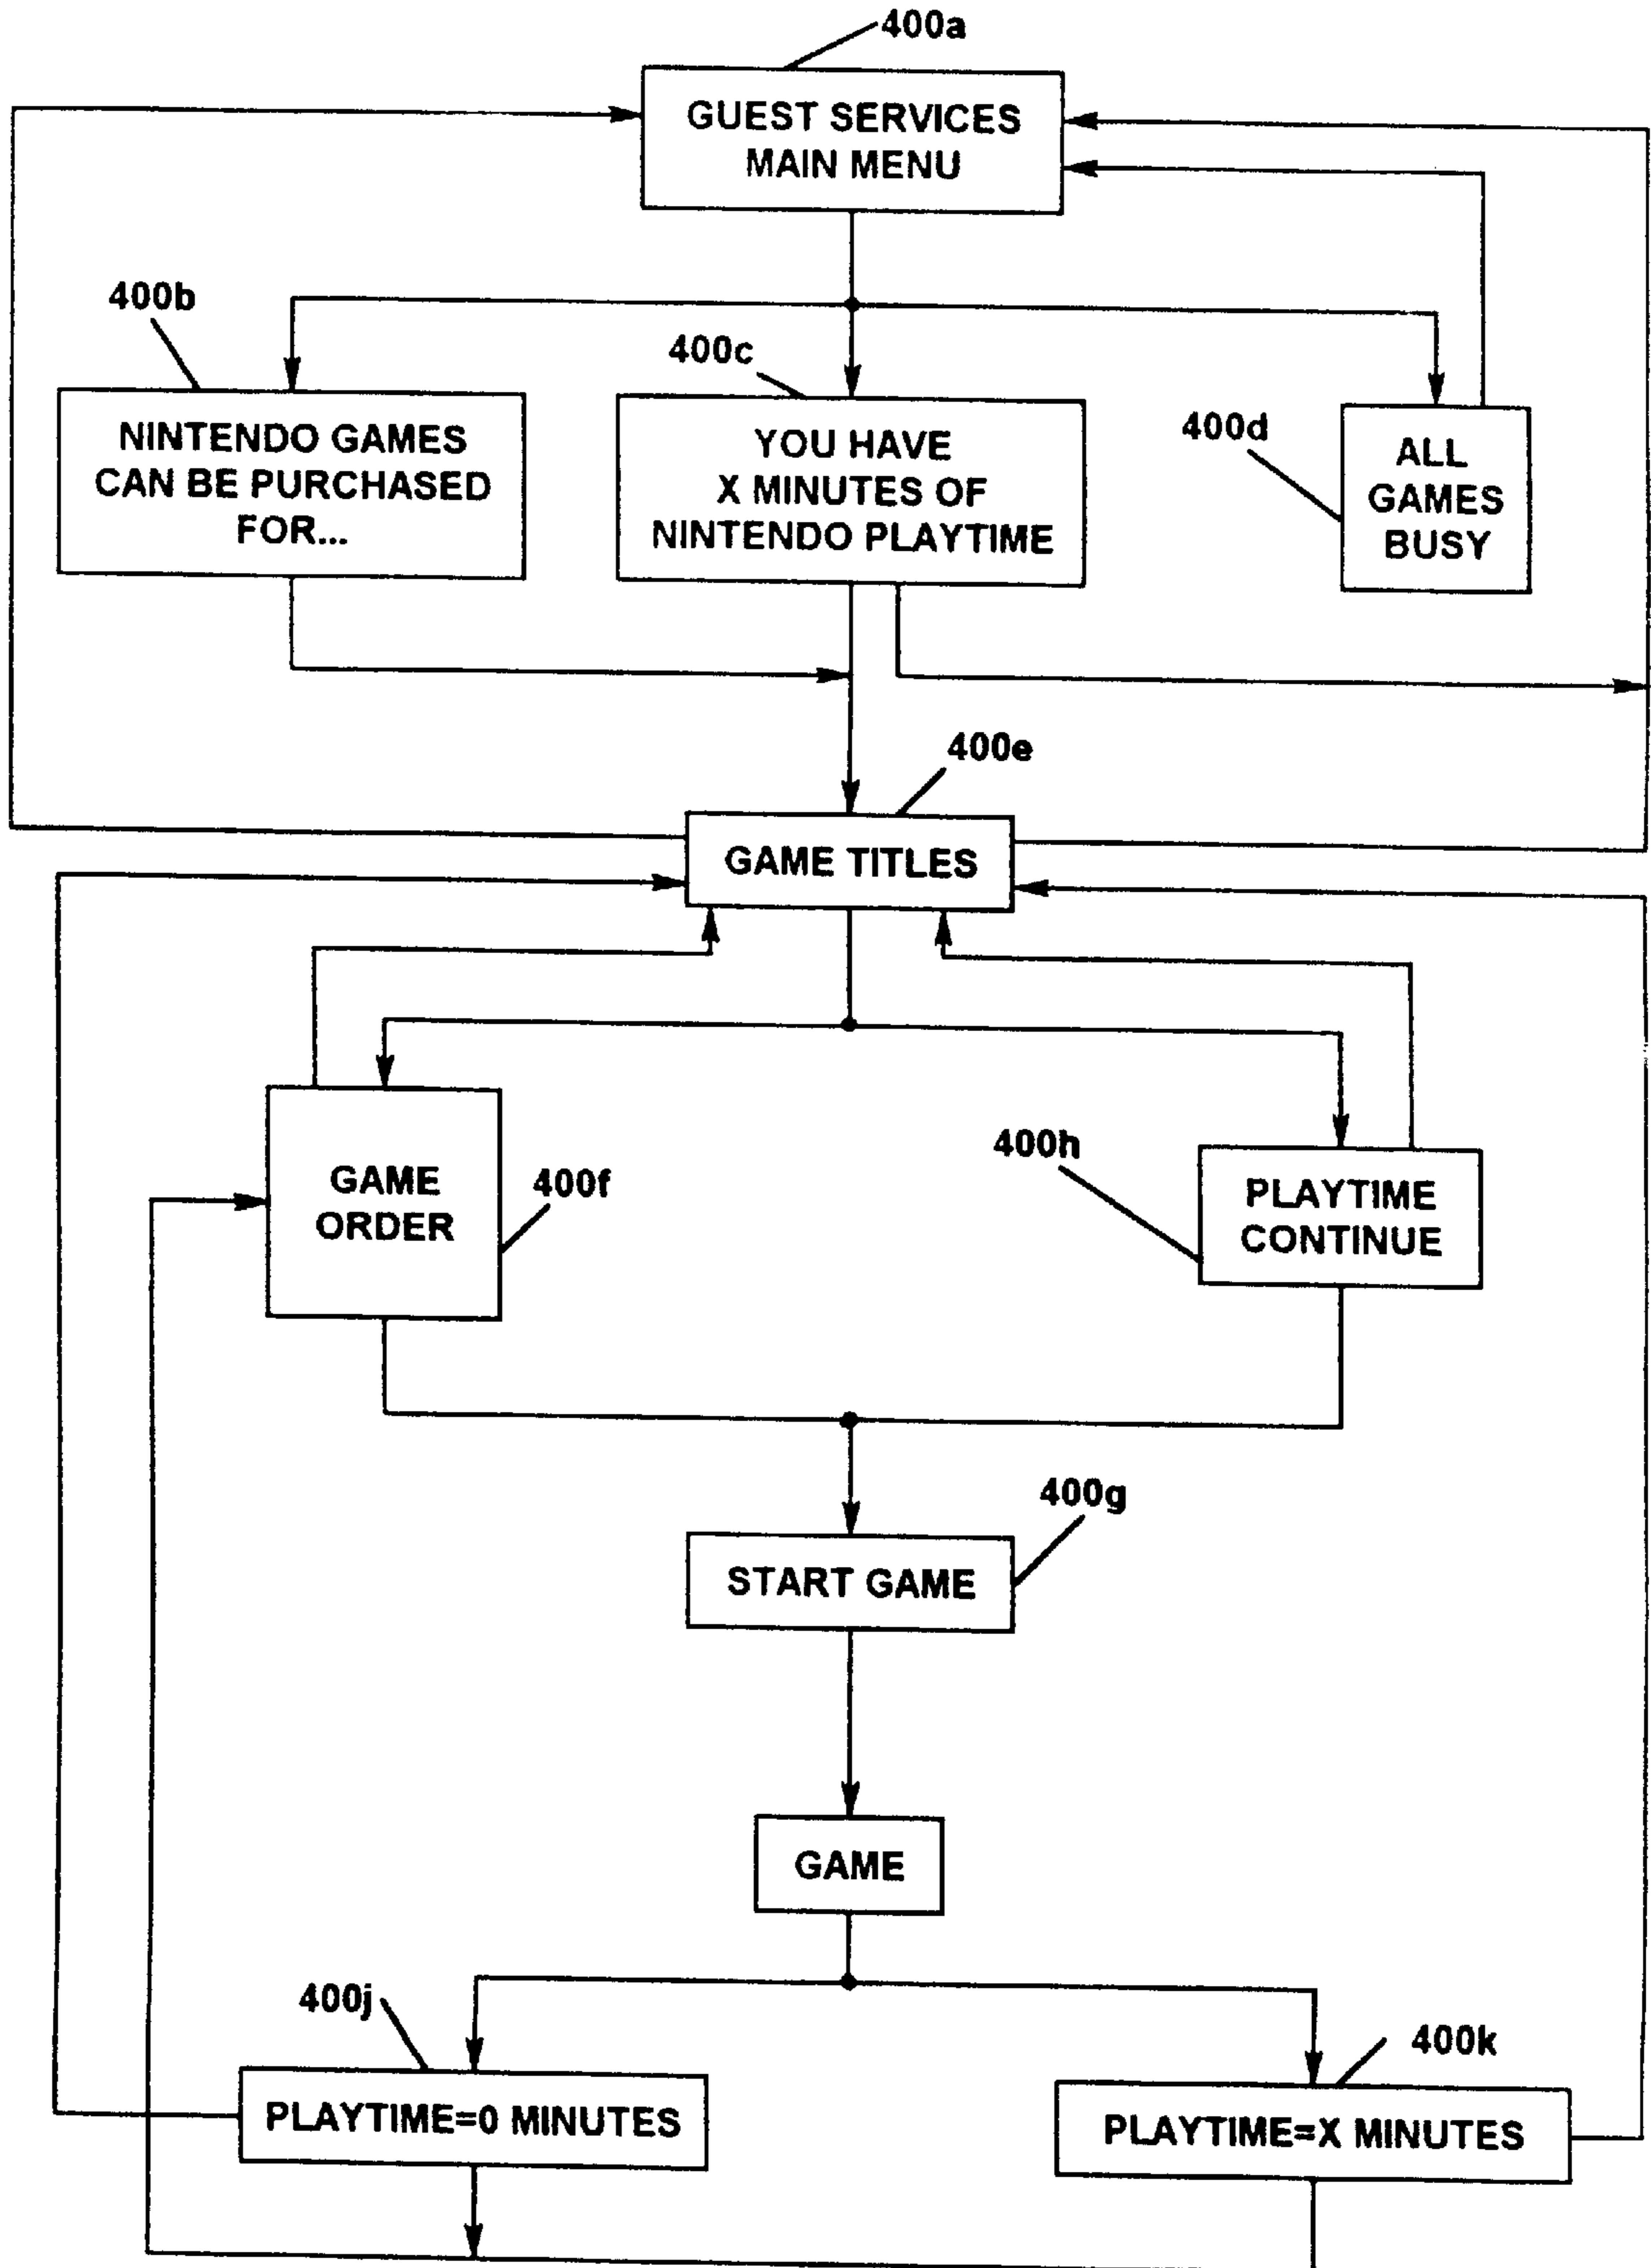 400a
GUEST SERVICES
MAIN MENU
400b
400c
NINTENDO GAMES
CAN BE PURCHASED
FOR...
YOU HAVE
X MINUTES OF
NINTENDO PLAYTIME
400d
ALL
GAMES
BUSY
400e
GAME TITLES
GAME
ORDER
400f
400h
PLAYTIME
CONTINUE
400g
START GAME
GAME
400j
400k
PLAYTIME=0 MINUTES
PLAYTIME=X MINUTES